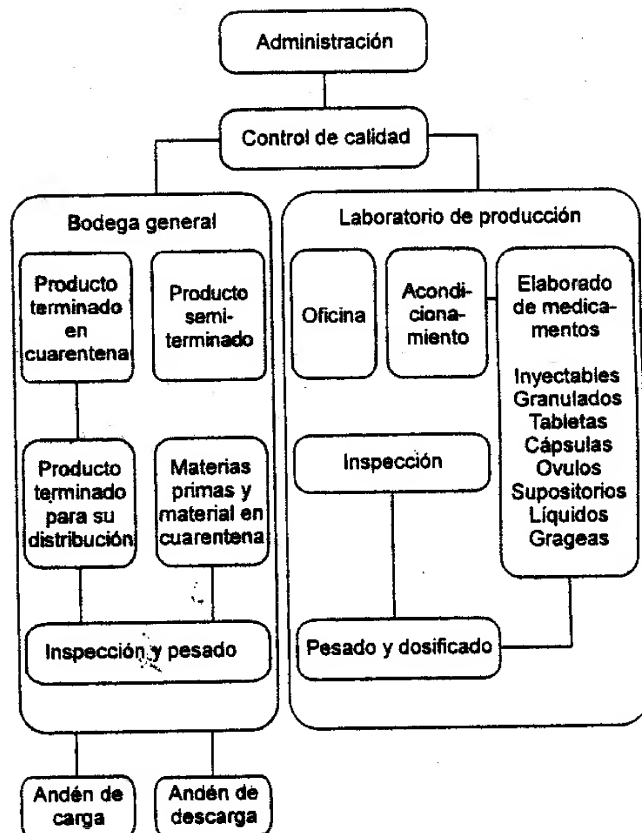 Administración
Control de calidad
Bodega general
Producto
terminado
en
cuarentena
Producto
semi-
terminado
Producto
terminado
para su
distribución
Materias
primas y
material en
cuarentena
Inspección y pesado
Andén de
carga
Andén de
descarga
Laboratorio de producción
Oficina
Acondi-
cionamiento
Elaborado
de medica-
mentos
Inyectables
Granulados
Tabletas
Cápsulas
Ovulos
Supositorios
Líquidos
Grageas
Inspección
Pesado y dosificado